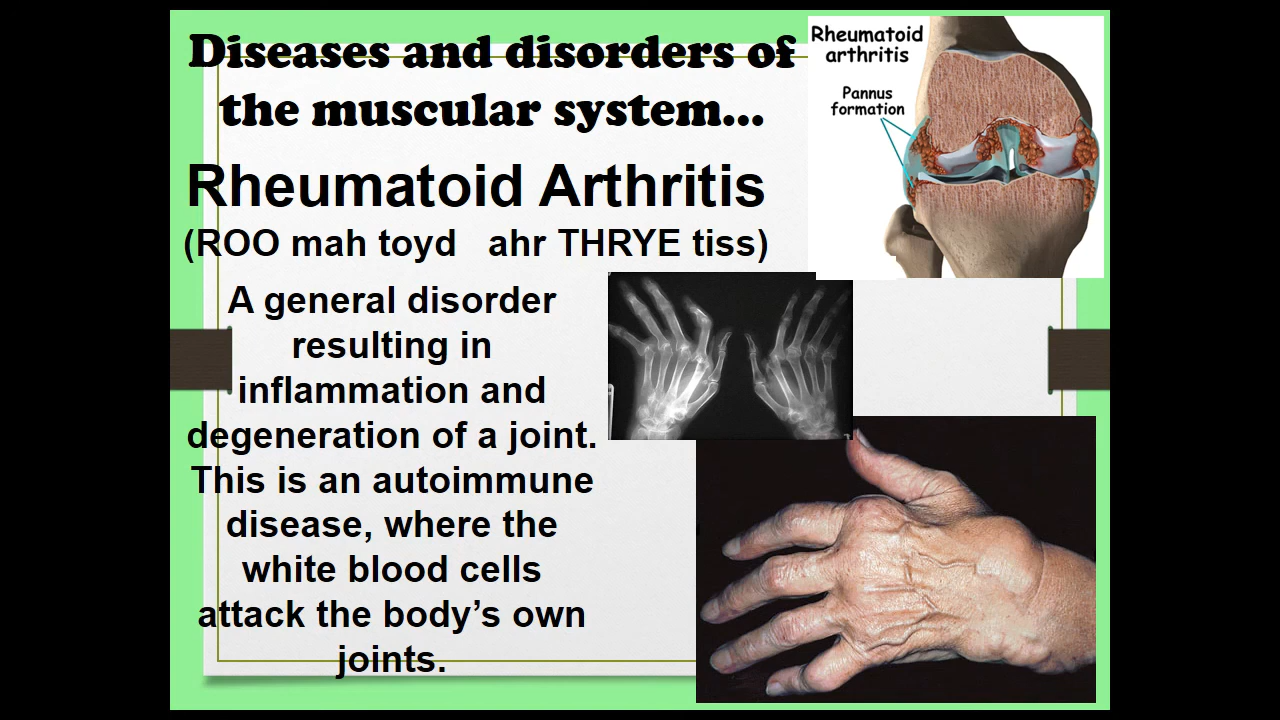 Diseases and disorders of
the muscular system...
Rheumatoid Arthritis
(ROO mah toyd   ahr THRYE tiss)
A general disorder
resulting in
inflammation and
degeneration of a joint.
This is an autoimmune
disease, where the
white blood cells
attack the body’s own
joints.
Rheumatoid
arthritis
Pannus
formation